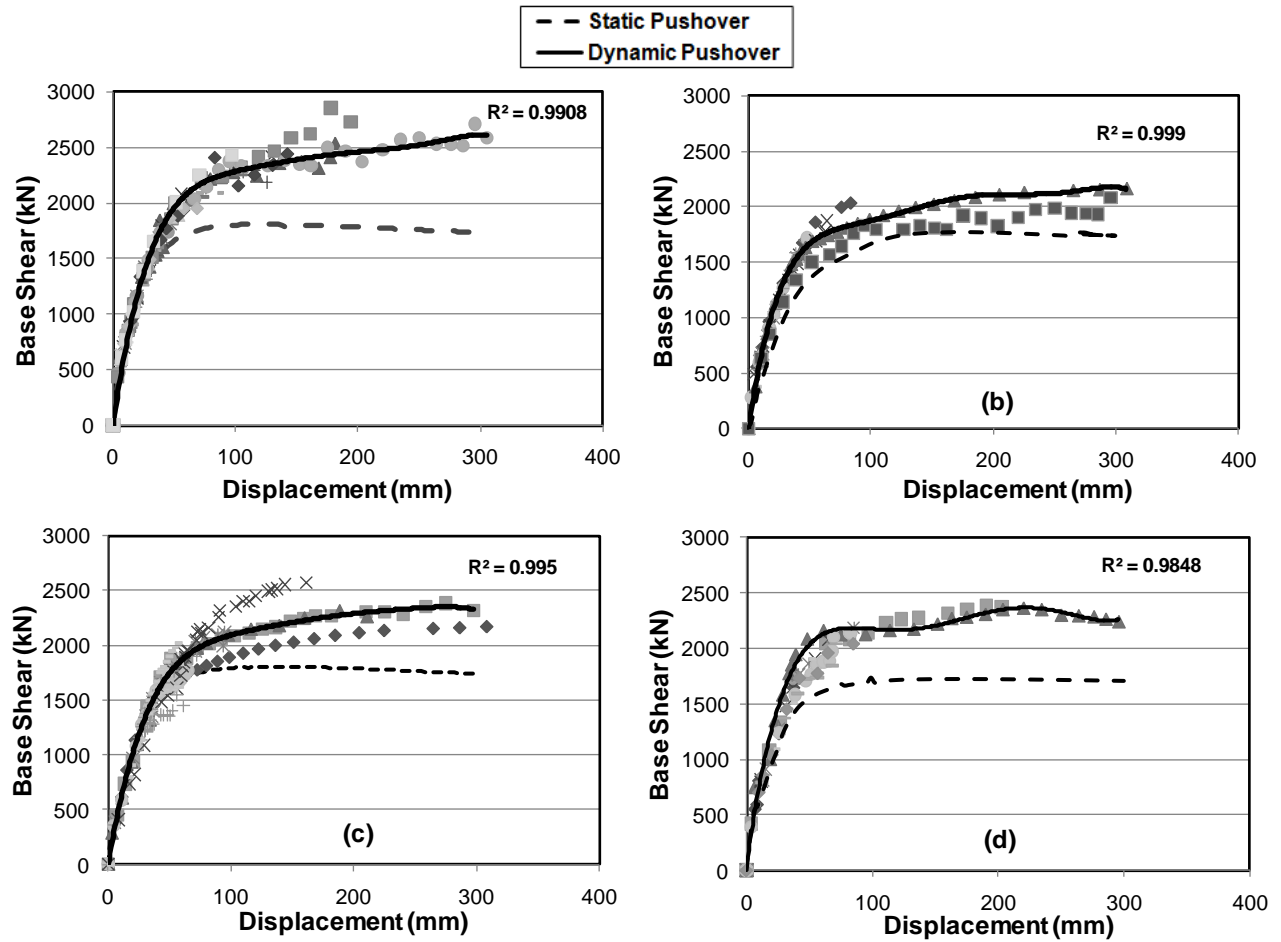 Static Pushover
Dynamic Pushover
Base Shear (kN)
3000
2500
2000
1500
1000
500
0
R² = 0.9908
0 100 200 300 400
Displacement (mm)
Base Shear (kN)
3000
2500
2000
1500
1000
500
0
R² = 0.999
(b)
0 100 200 300 400
Displacement (mm)
Base Shear (kN)
3000
2500
2000
1500
1000
500
0
R² = 0.995
(c)
0 100 200 300 400
Displacement (mm)
Base Shear (kN)
3000
2500
2000
1500
1000
500
0
R² = 0.9848
(d)
0 100 200 300 400
Displacement (mm)